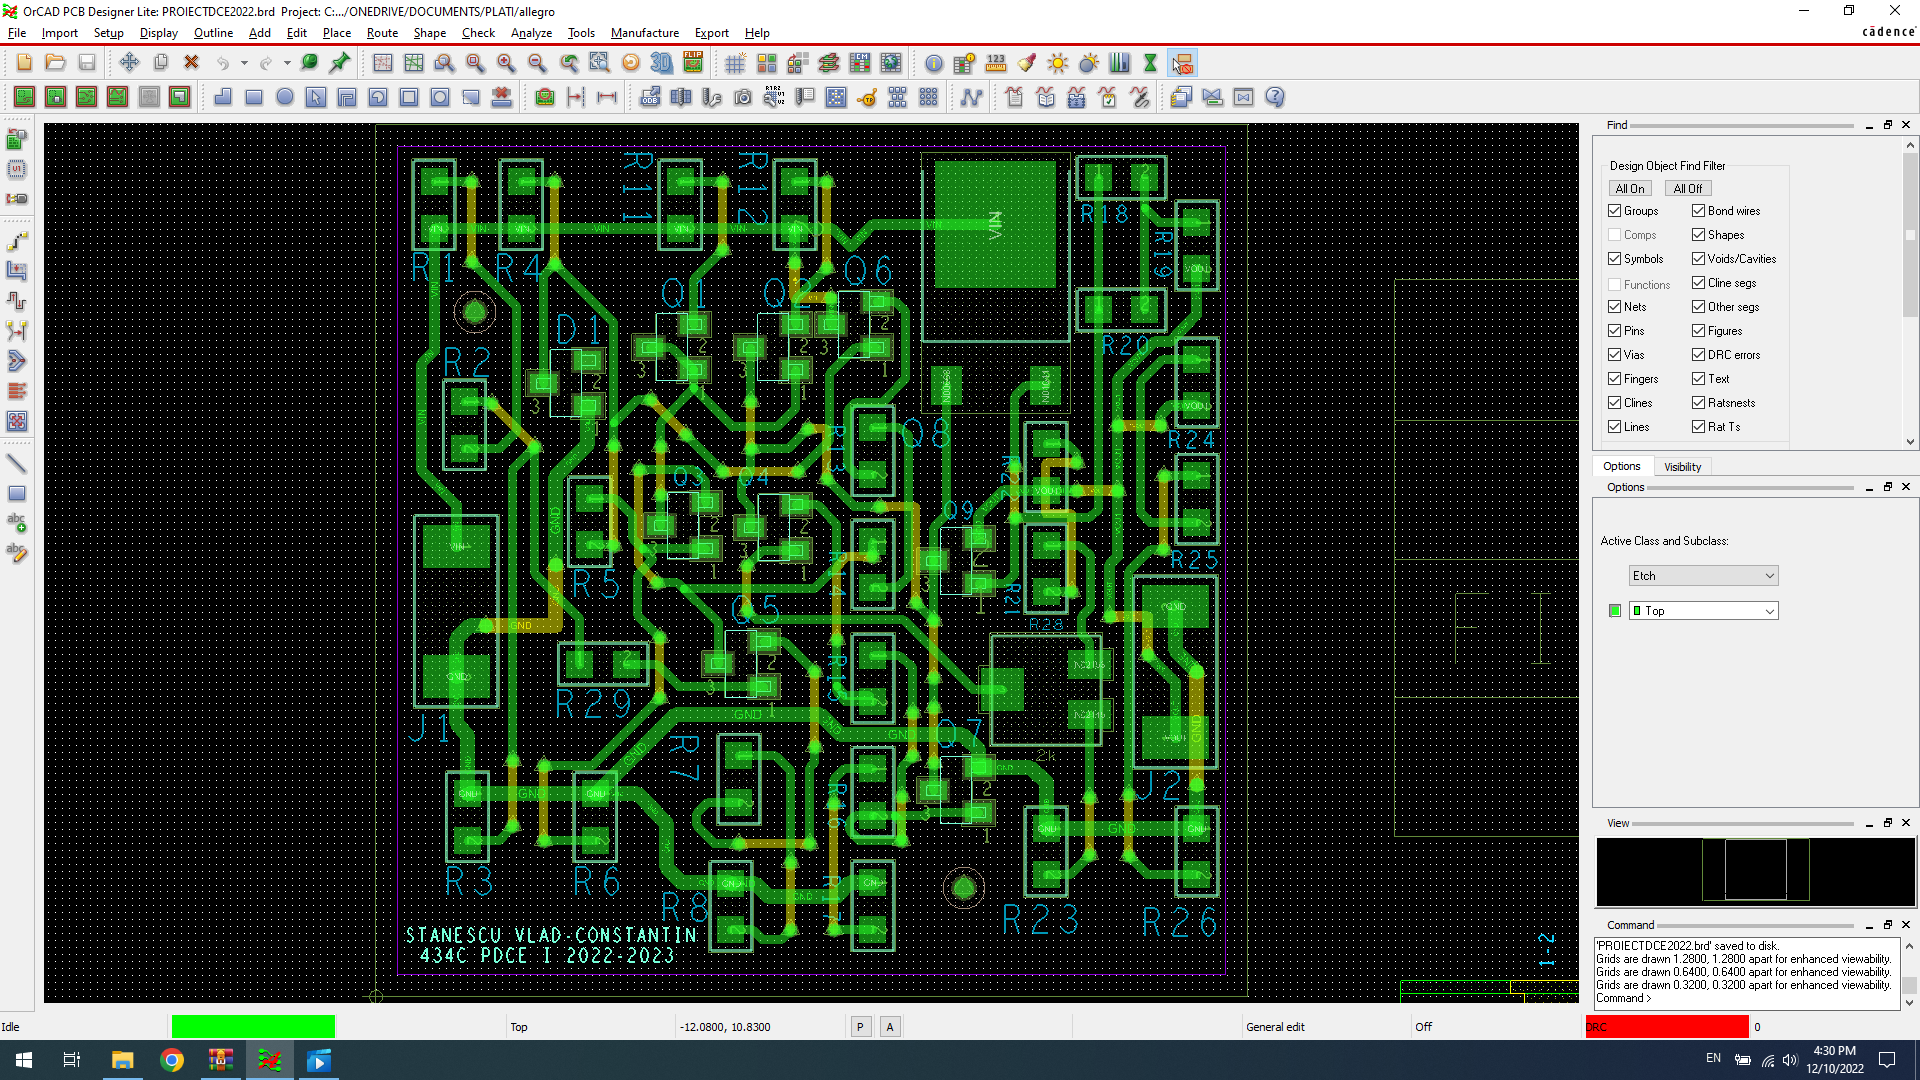 OrCAD PCB Designer Lite: PROIECTDCE2022.brd Project: C:.../ONEDRIVE/DOCUMENTS/PLATI/allegro
cādence
File Import Setup Display Outline Add Edit Place Route Shape Check Analyze Tools Manufacture Export Help
Find
Design Object Find Filter
All On All Off
Groups Bond wires
Comps Shapes
Symbols Voids/Cavities
Functions Cline segs
Nets Other segs
Pins Figures
Vias DRC errors
Fingers Text
Clines Ratsnests
Lines Rat Ts
Options Visibility
Options
Active Class and Subclass:
Etch
Top
View
Command
'PROIECTDCE2022.brd' saved to disk.
Grids are drawn 1.2800, 1.2800 apart for enhanced viewability.
Grids are drawn 0.6400, 0.6400 apart for enhanced viewability.
Grids are drawn 0.3200, 0.3200 apart for enhanced viewability.
Command >
R1 R4 R11 R12 VIN R18 R19
Q1 Q2 Q6
D1 R2 R20
R13 Q8 R24
Q3 Q4 R22 Q9
R5 R14 R21 R25
Q5 R28
R29 R15
J1 R7 Q7 2k J2
R16
R3 R6 R8 R17 R23 R26
STANESCU VLAD-CONSTANTIN
434C PDCE I 2022-2023
1-2
Idle Top -12.0800, 10.8300 P A General edit Off DRC 0
EN 4:30 PM
12/10/2022